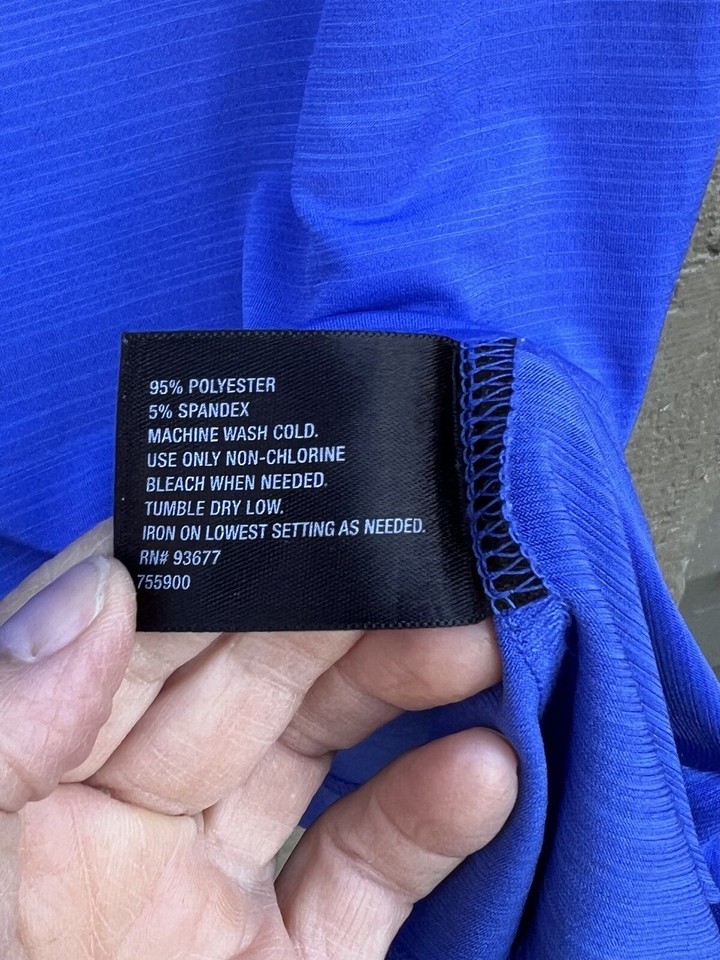 95% POLYESTER
5% SPANDEX
MACHINE WASH COLD.
USE ONLY NON-CHLORINE
BLEACH WHEN NEEDED.
TUMBLE DRY LOW.
IRON ON LOWEST SETTING AS NEEDED.
RN# 93677
755900